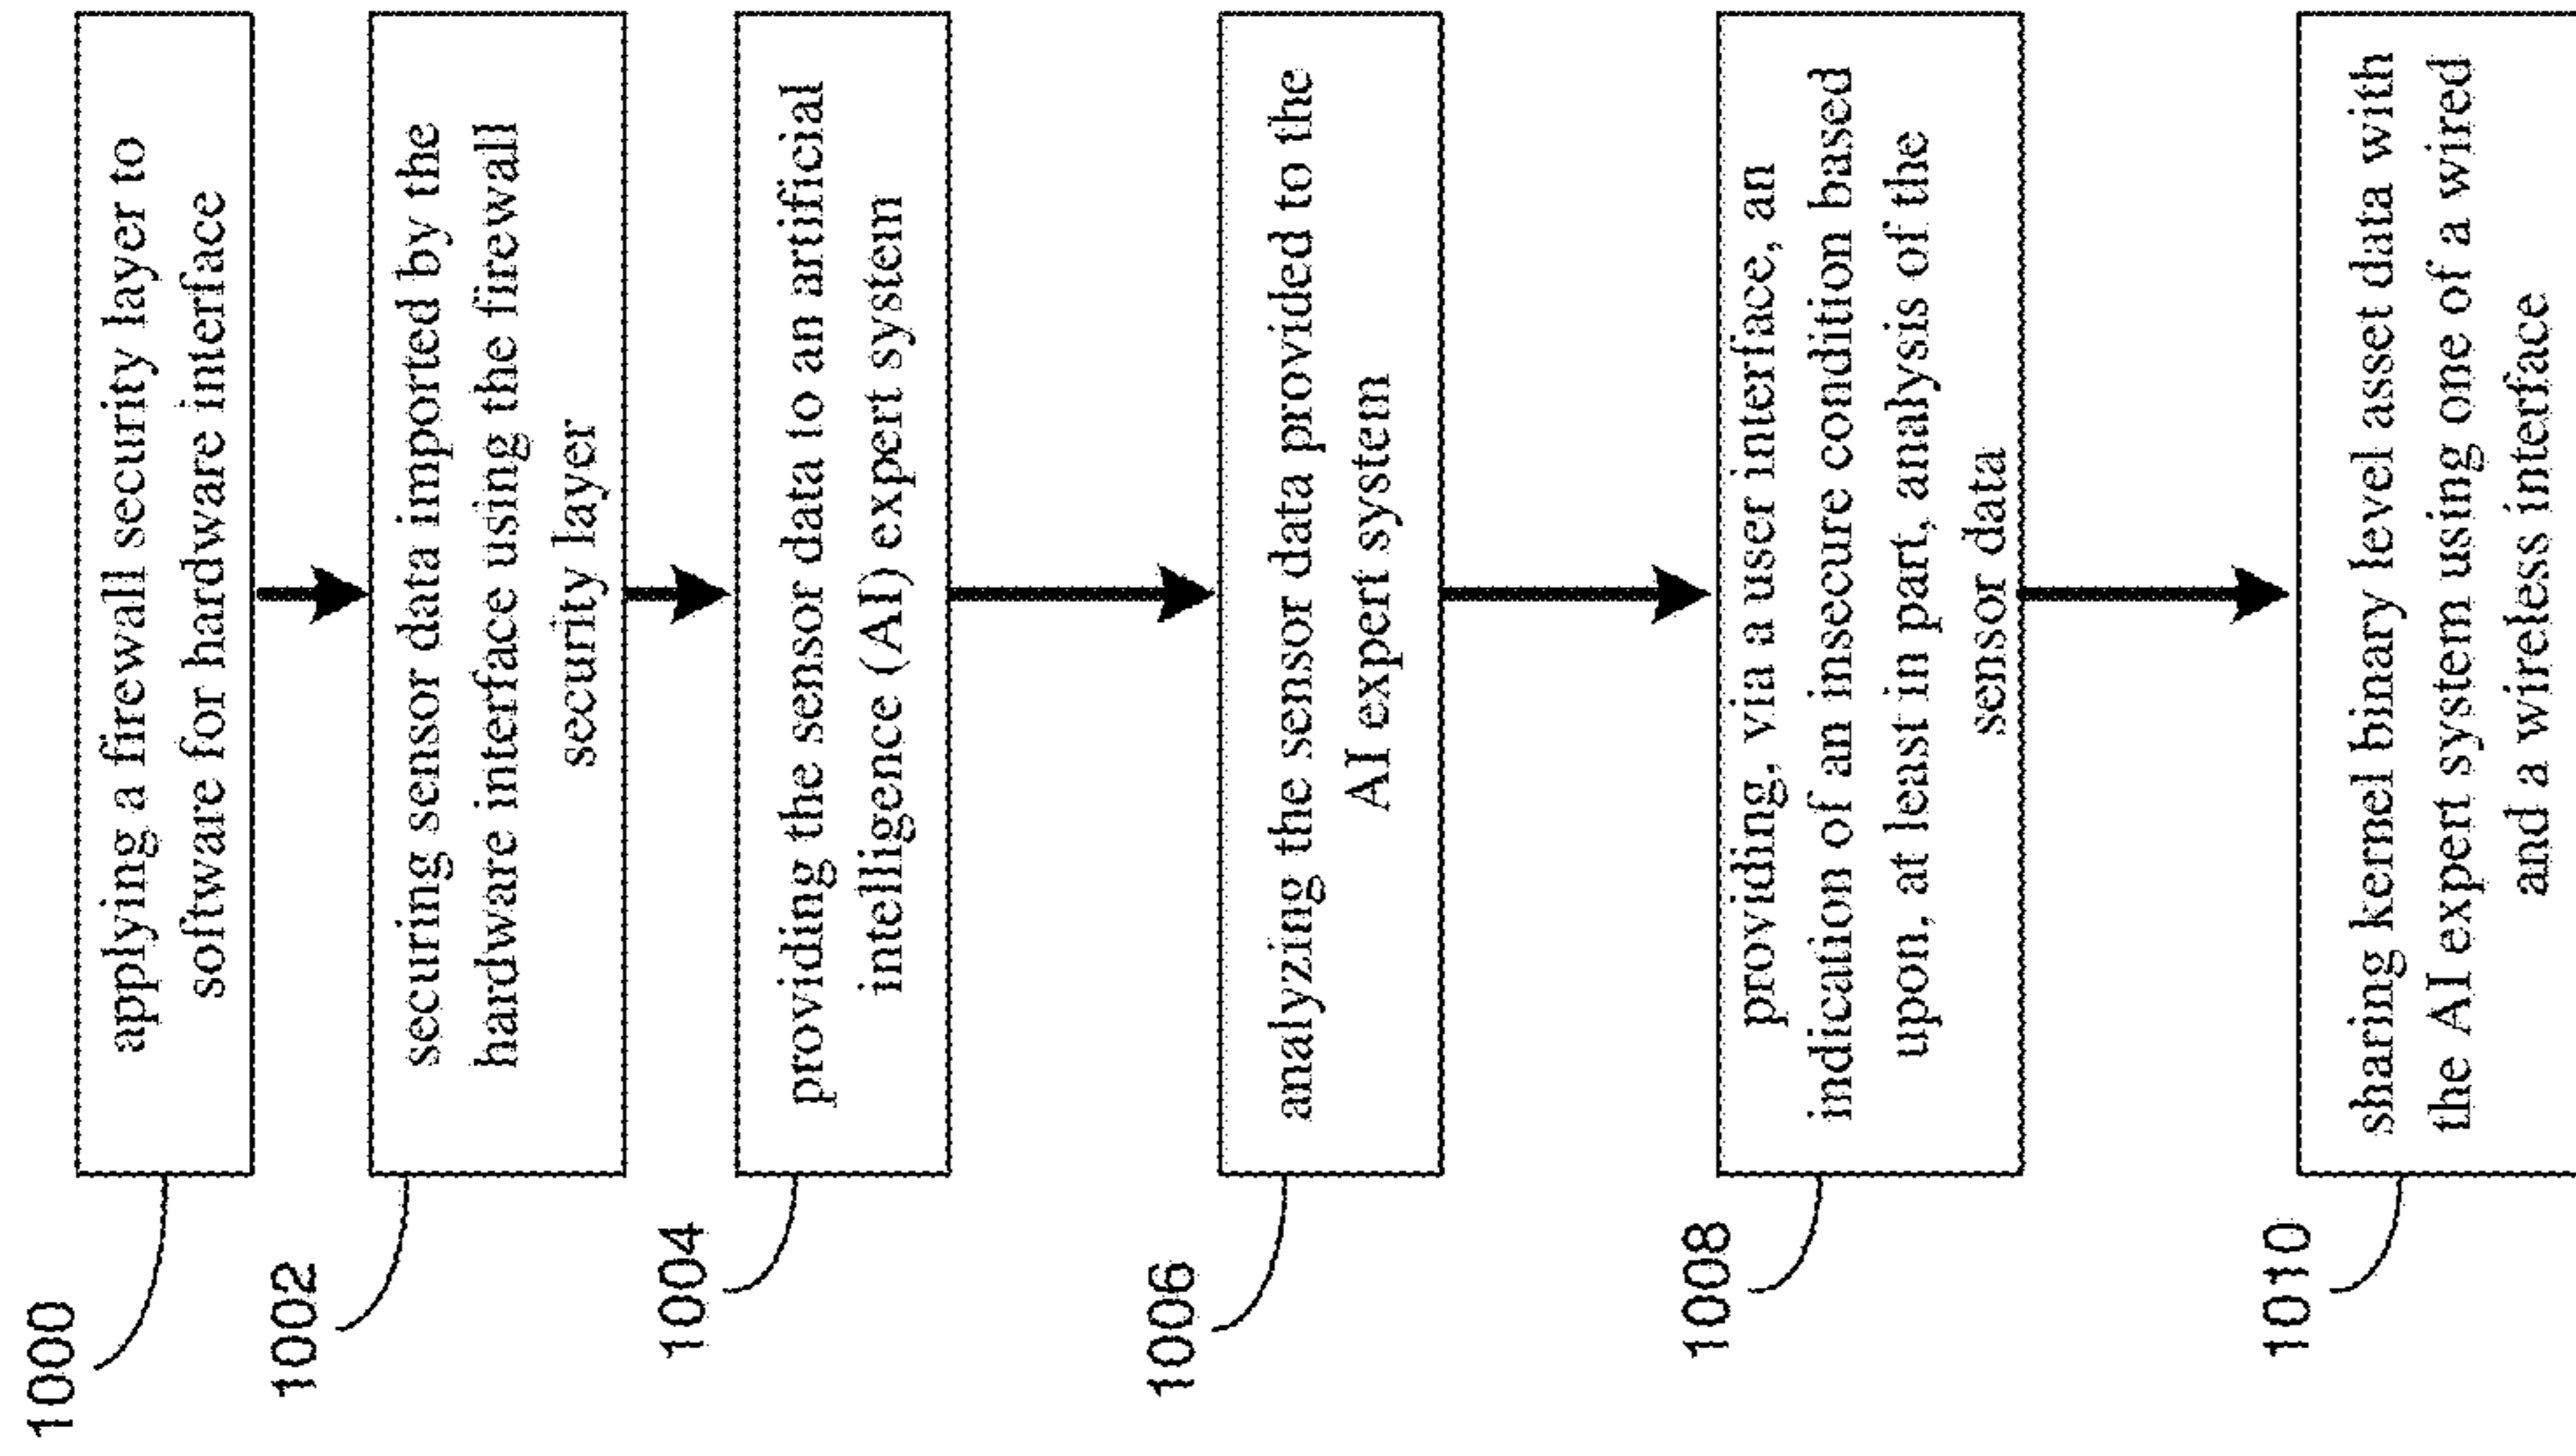 1000
applying a firewall security layer to
software for hardware interface
1002
securing sensor data imported by the
hardware interface using the firewall
security layer
1004
providing the sensor data to an artificial
intelligence (AI) expert system
1006
analyzing the sensor data provided to the
AI expert system
1008
providing, via a user interface, an
indication of an insecure condition based
upon, at least in part, analysis of the
sensor data
1010
sharing kernel binary level asset data with
the AI expert system using one of a wired
and a wireless interface